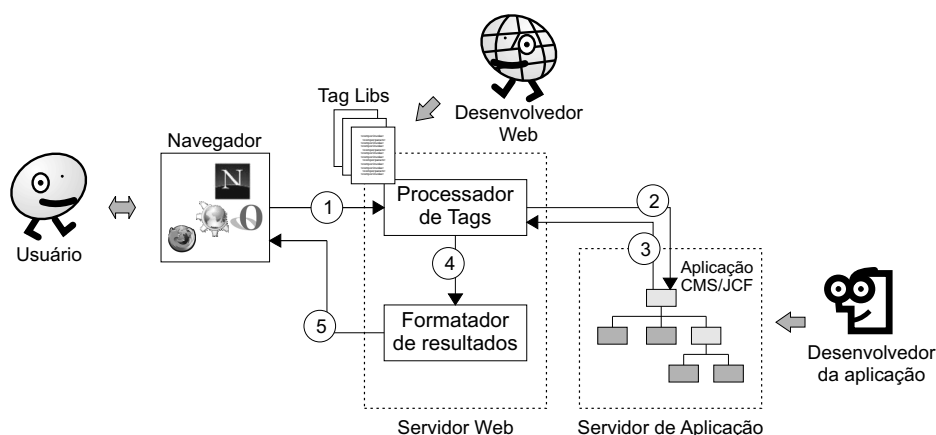 Tag Libs
Desenvolvedor
Web
Navegador
N
Processador
de Tags
1
2
3
Usuário
4
Aplicação
CMS/JCF
5
Formatador
de resultados
Desenvolvedor
da aplicação
Servidor Web
Servidor de Aplicação